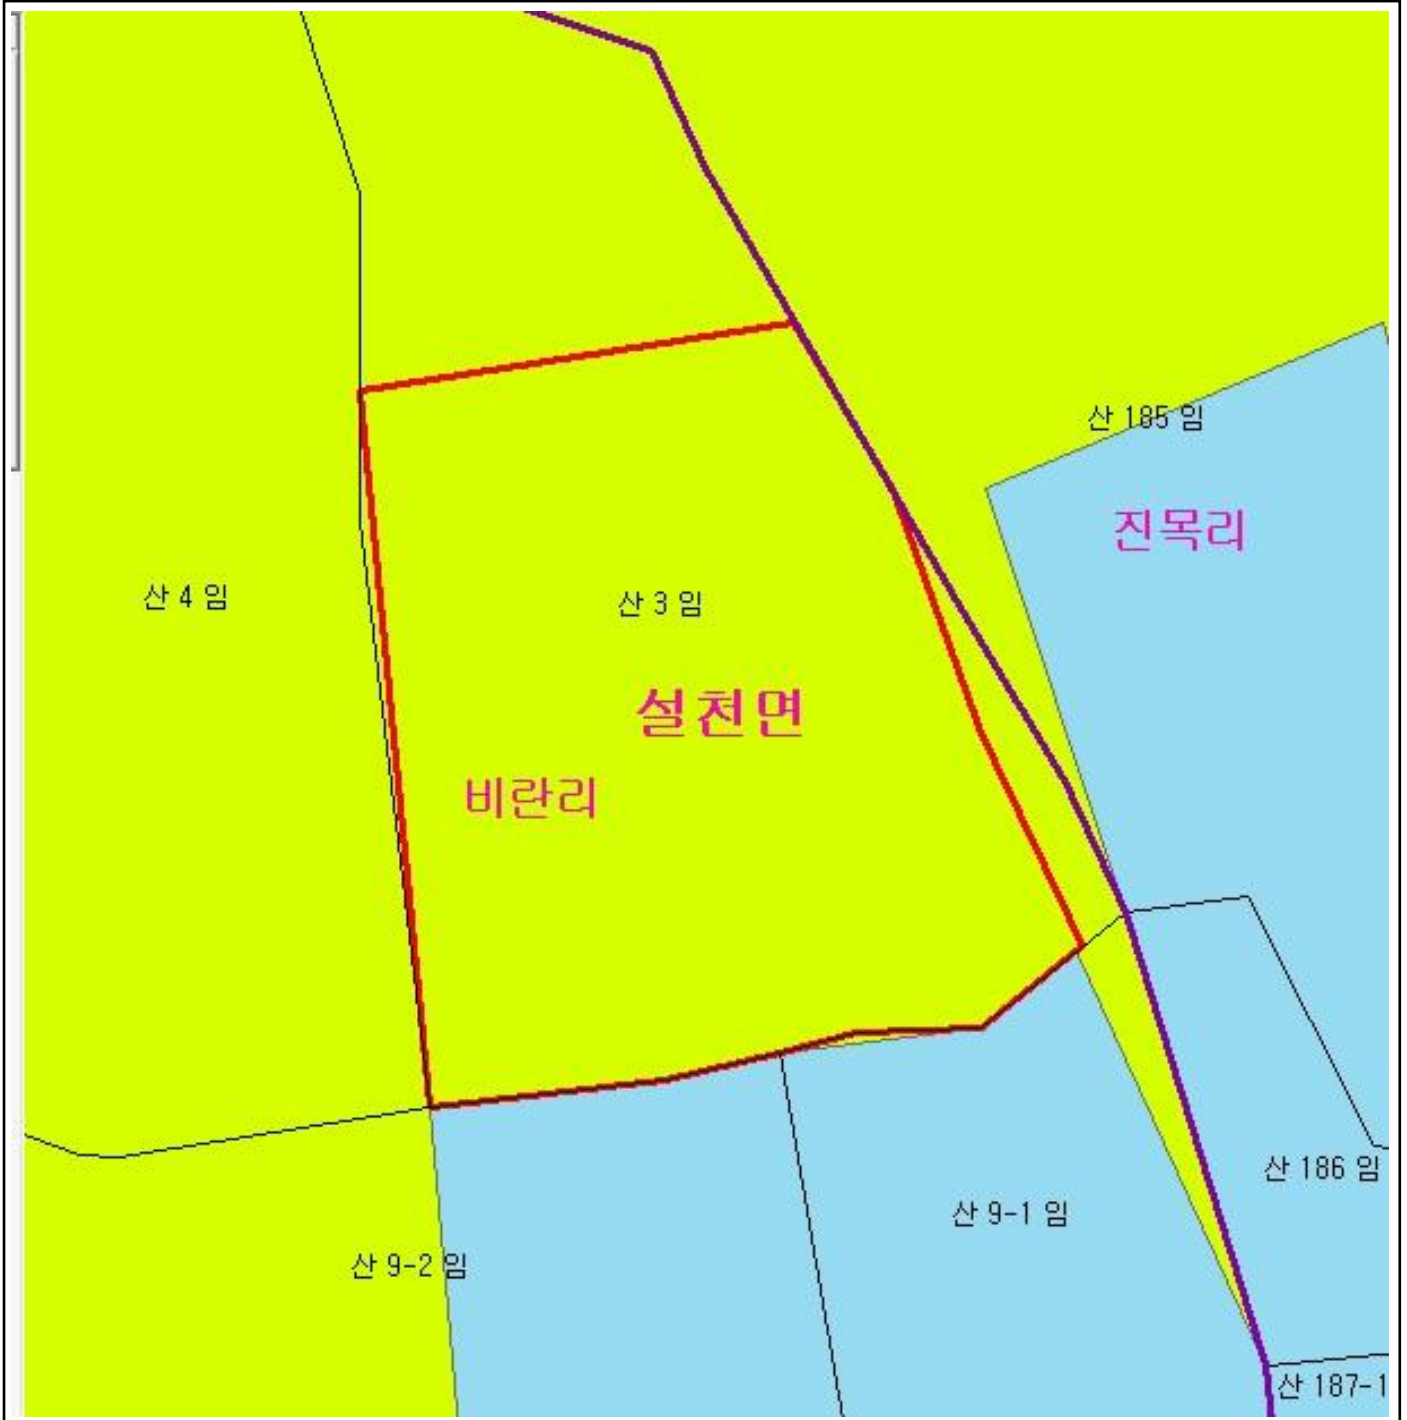 산 185 임
진목리
산 4 임
산 3 임
설천면
비란리
산 186 임
산 9-1 임
산 9-2 임
산 187-1